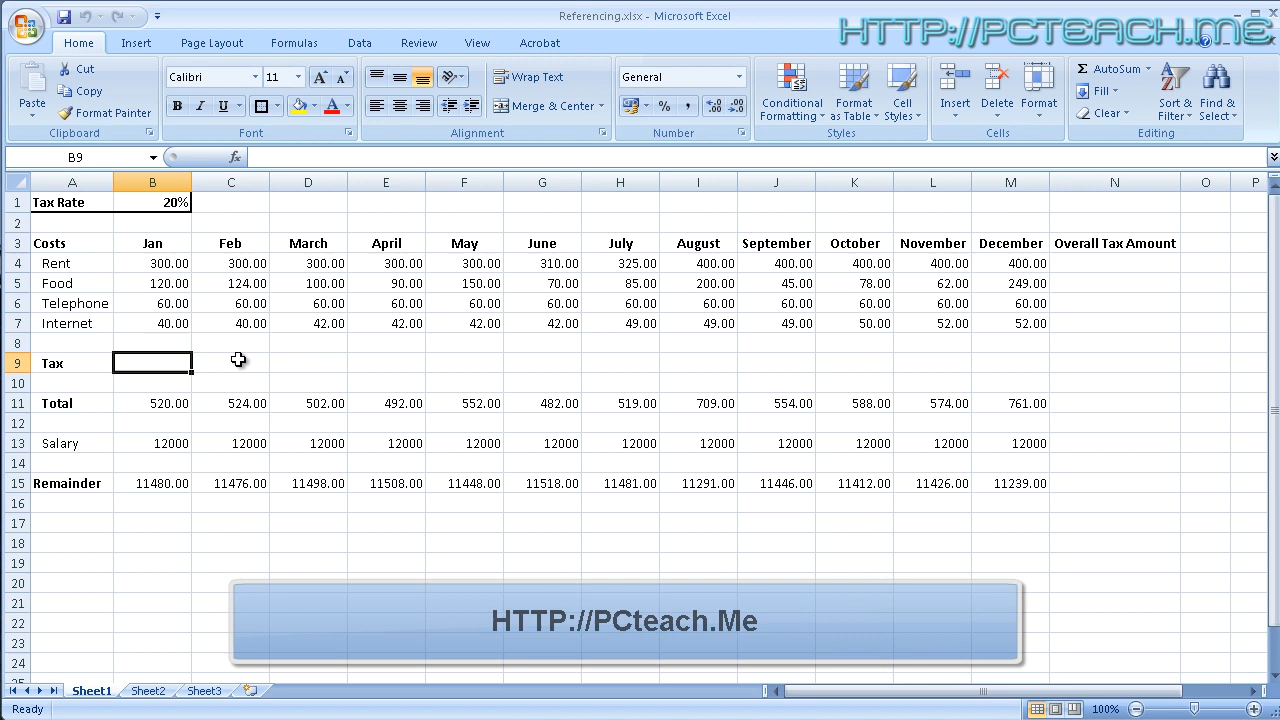 Referencing.xlsx - Microsoft Excel
HTTP://PCTEACH.ME
Home Insert Page Layout Formulas Data Review View Acrobat
Paste Cut Copy Format Painter Clipboard
Calibri 11 B I U A Font
Wrap Text Merge & Center Alignment
General % , Number
Conditional Formatting Format as Table Cell Styles Styles
Insert Delete Format Cells
Σ AutoSum Fill Clear Sort & Filter Find & Select Editing
B9 fx
A B C D E F G H I J K L M N O P
1 Tax Rate 20%
2
3 Costs Jan Feb March April May June July August September October November December Overall Tax Amount
4 Rent 300.00 300.00 300.00 300.00 300.00 310.00 325.00 400.00 400.00 400.00 400.00 400.00
5 Food 120.00 124.00 100.00 90.00 150.00 70.00 85.00 200.00 45.00 78.00 62.00 249.00
6 Telephone 60.00 60.00 60.00 60.00 60.00 60.00 60.00 60.00 60.00 60.00 60.00 60.00
7 Internet 40.00 40.00 42.00 42.00 42.00 42.00 49.00 49.00 49.00 50.00 52.00 52.00
8
9 Tax
10
11 Total 520.00 524.00 502.00 492.00 552.00 482.00 519.00 709.00 554.00 588.00 574.00 761.00
12
13 Salary 12000 12000 12000 12000 12000 12000 12000 12000 12000 12000 12000 12000
14
15 Remainder 11480.00 11476.00 11498.00 11508.00 11448.00 11518.00 11481.00 11291.00 11446.00 11412.00 11426.00 11239.00
16
17
18
19
20
21
HTTP://PCteach.Me
22
23
24
Sheet1 Sheet2 Sheet3
Ready 100%